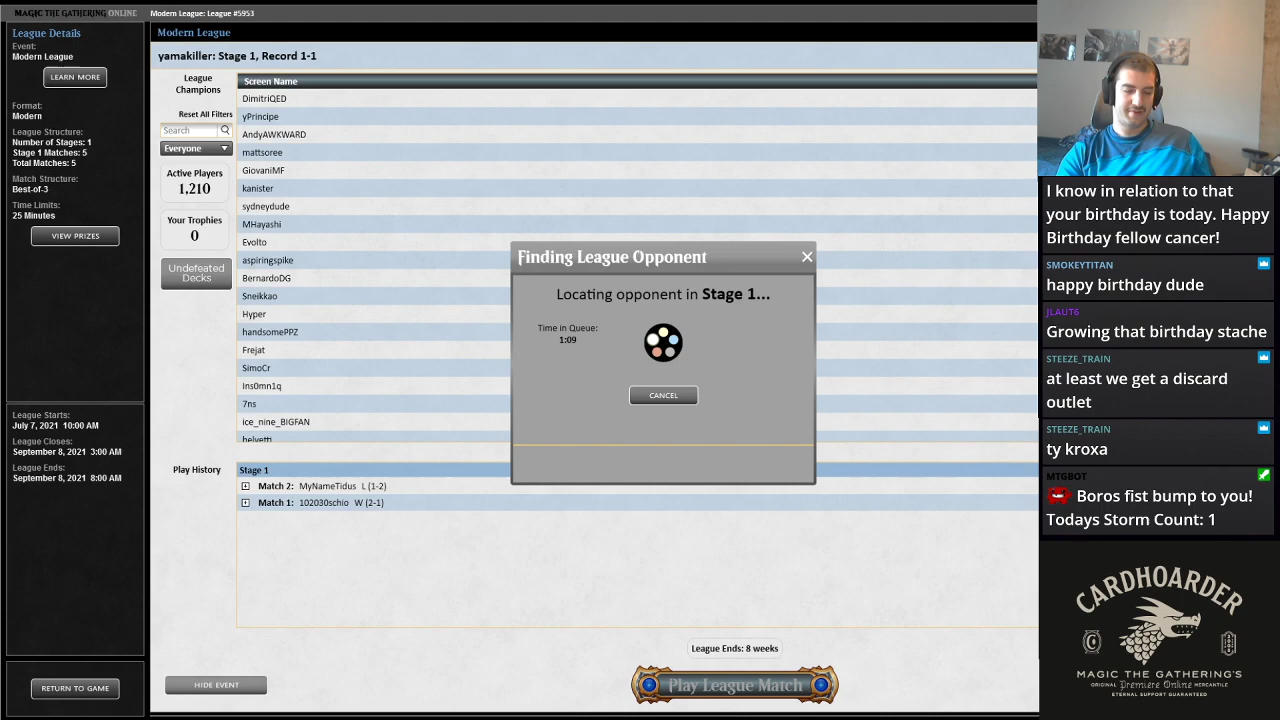 MAGIC THE GATHERING ONLINE
Modern League: League #5953
League Details
Event:
Modern League
LEARN MORE
Format:
Modern
League Structure:
Number of Stages: 1
Stage 1 Matches: 5
Total Matches: 5
Match Structure:
Best-of-3
Time Limits:
25 Minutes
VIEW PRIZES
League Starts:
July 7, 2021 10:00 AM
League Closes:
September 8, 2021 3:00 AM
League Ends:
September 8, 2021 8:00 AM
RETURN TO GAME
Modern League
yamakiller: Stage 1, Record 1-1
League
Champions
Reset All Filters
Search
Everyone
Active Players
1,210
Your Trophies
0
Undefeated
Decks
Screen Name
DimitriQED
yPrincipe
AndyAWKWARD
mattsoree
GiovaniMF
kanister
sydneydude
MHayashi
Evolto
aspiringspike
BernardoDG
Sneikkao
Hyper
handsomePPZ
Frejat
SimoCr
Ins0mn1q
7ns
ice_nine_BIGFAN
helvetti
Finding League Opponent
Locating opponent in Stage 1...
Time in Queue:
1:09
CANCEL
Play History
Stage 1
Match 2: MyNameTidus L (1-2)
Match 1: 102030schio W (2-1)
League Ends: 8 weeks
HIDE EVENT
Play League Match
I know in relation to that
your birthday is today. Happy
Birthday fellow cancer!
SMOKEYTITAN
happy birthday dude
JLAUT6
Growing that birthday stache
STEEZE_TRAIN
at least we get a discard
outlet
STEEZE_TRAIN
ty kroxa
MTGBOT
Boros fist bump to you!
Todays Storm Count: 1
CARDHOARDER
MAGIC THE GATHERING'S
ORIGINAL Premiere Online MERCANTILE
ETERNAL SUPPORT GUARANTEED